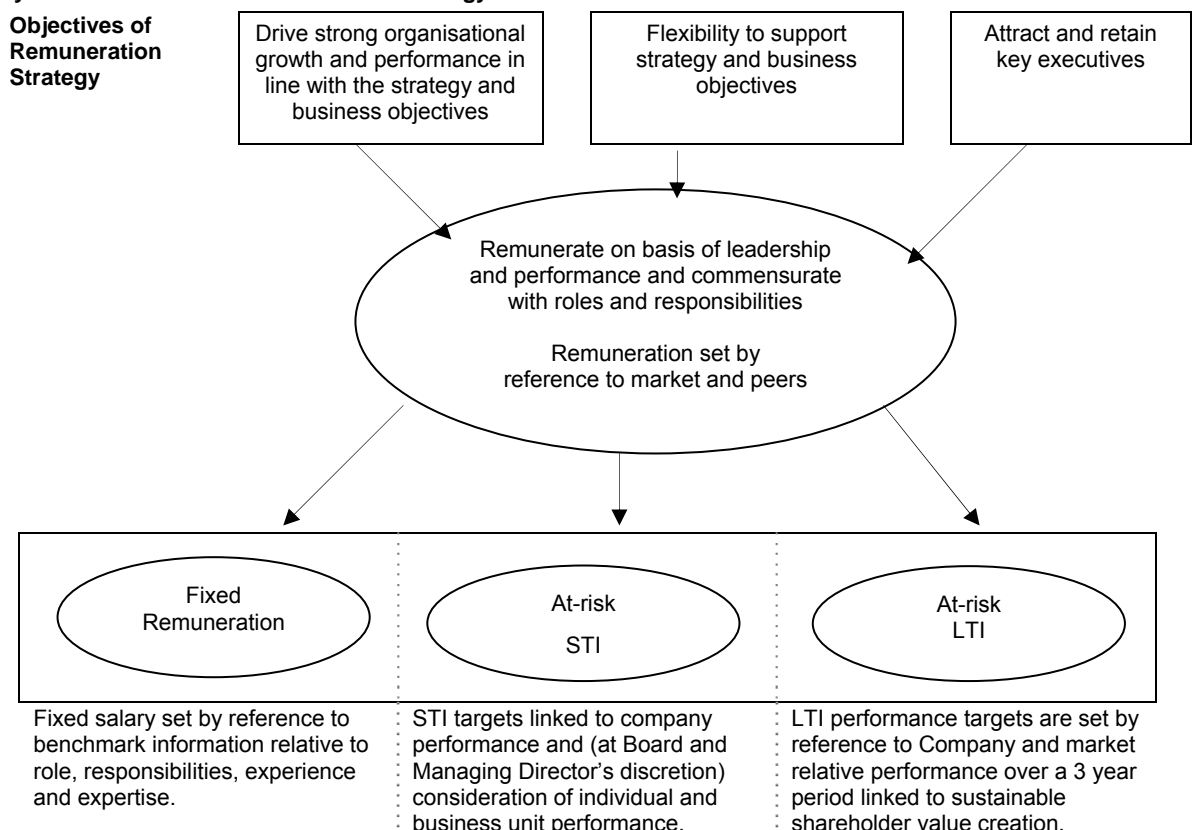 Objectives of
Remuneration
Strategy
Drive strong organisational
growth and performance in
line with the strategy and
business objectives
Flexibility to support
strategy and business
objectives
Attract and retain
key executives
Remunerate on basis of leadership
and performance and commensurate
with roles and responsibilities
Remuneration set by
reference to market and peers
Fixed
Remuneration
At-risk
STI
At-risk
LTI
Fixed salary set by reference to
benchmark information relative to
role, responsibilities, experience
and expertise.
STI targets linked to company
performance and (at Board and
Managing Director's discretion)
consideration of individual and
business unit performance.
LTI performance targets are set by
reference to Company and market
relative performance over a 3 year
period linked to sustainable
shareholder value creation.